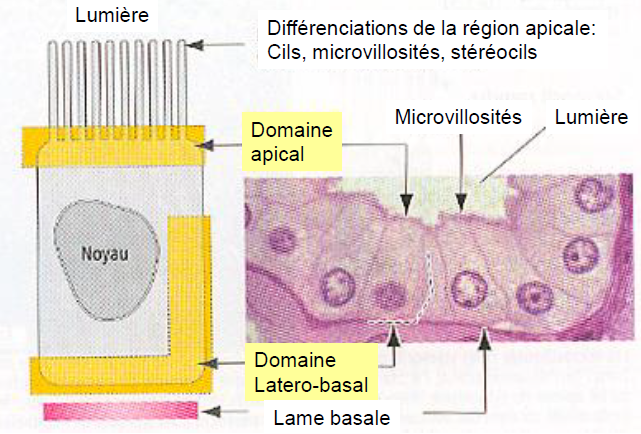 Lumière
Différenciations de la région apicale:
Cils, microvillosités, stéréocils
Microvillosités
Lumière
Domaine
apical
Noyau
Domaine
Latero-basal
Lame basale